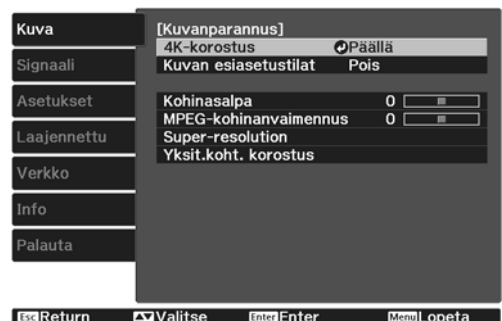 Kuva
Signaali
Asetukset
Laajennettu
Verkko
Info
Palauta
[Kuvanparannus]
4K-korostus Päällä
Kuvan esiasetustilat Pois
Kohinasalpa 0
MPEG-kohinanvaimennus 0
Super-resolution
Yksit.koht. korostus
Esc Return Valitse Enter Enter Menu Lopeta